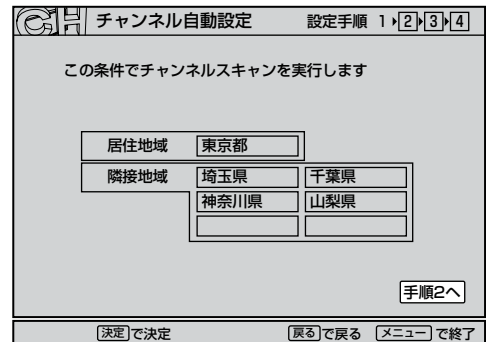 CH チャンネル自動設定 設定手順 1▸2▸3▸4
この条件でチャンネルスキャンを実行します
居住地域 東京都
隣接地域 埼玉県 千葉県
神奈川県 山梨県
手順2へ
決定で決定 戻るで戻る メニューで終了